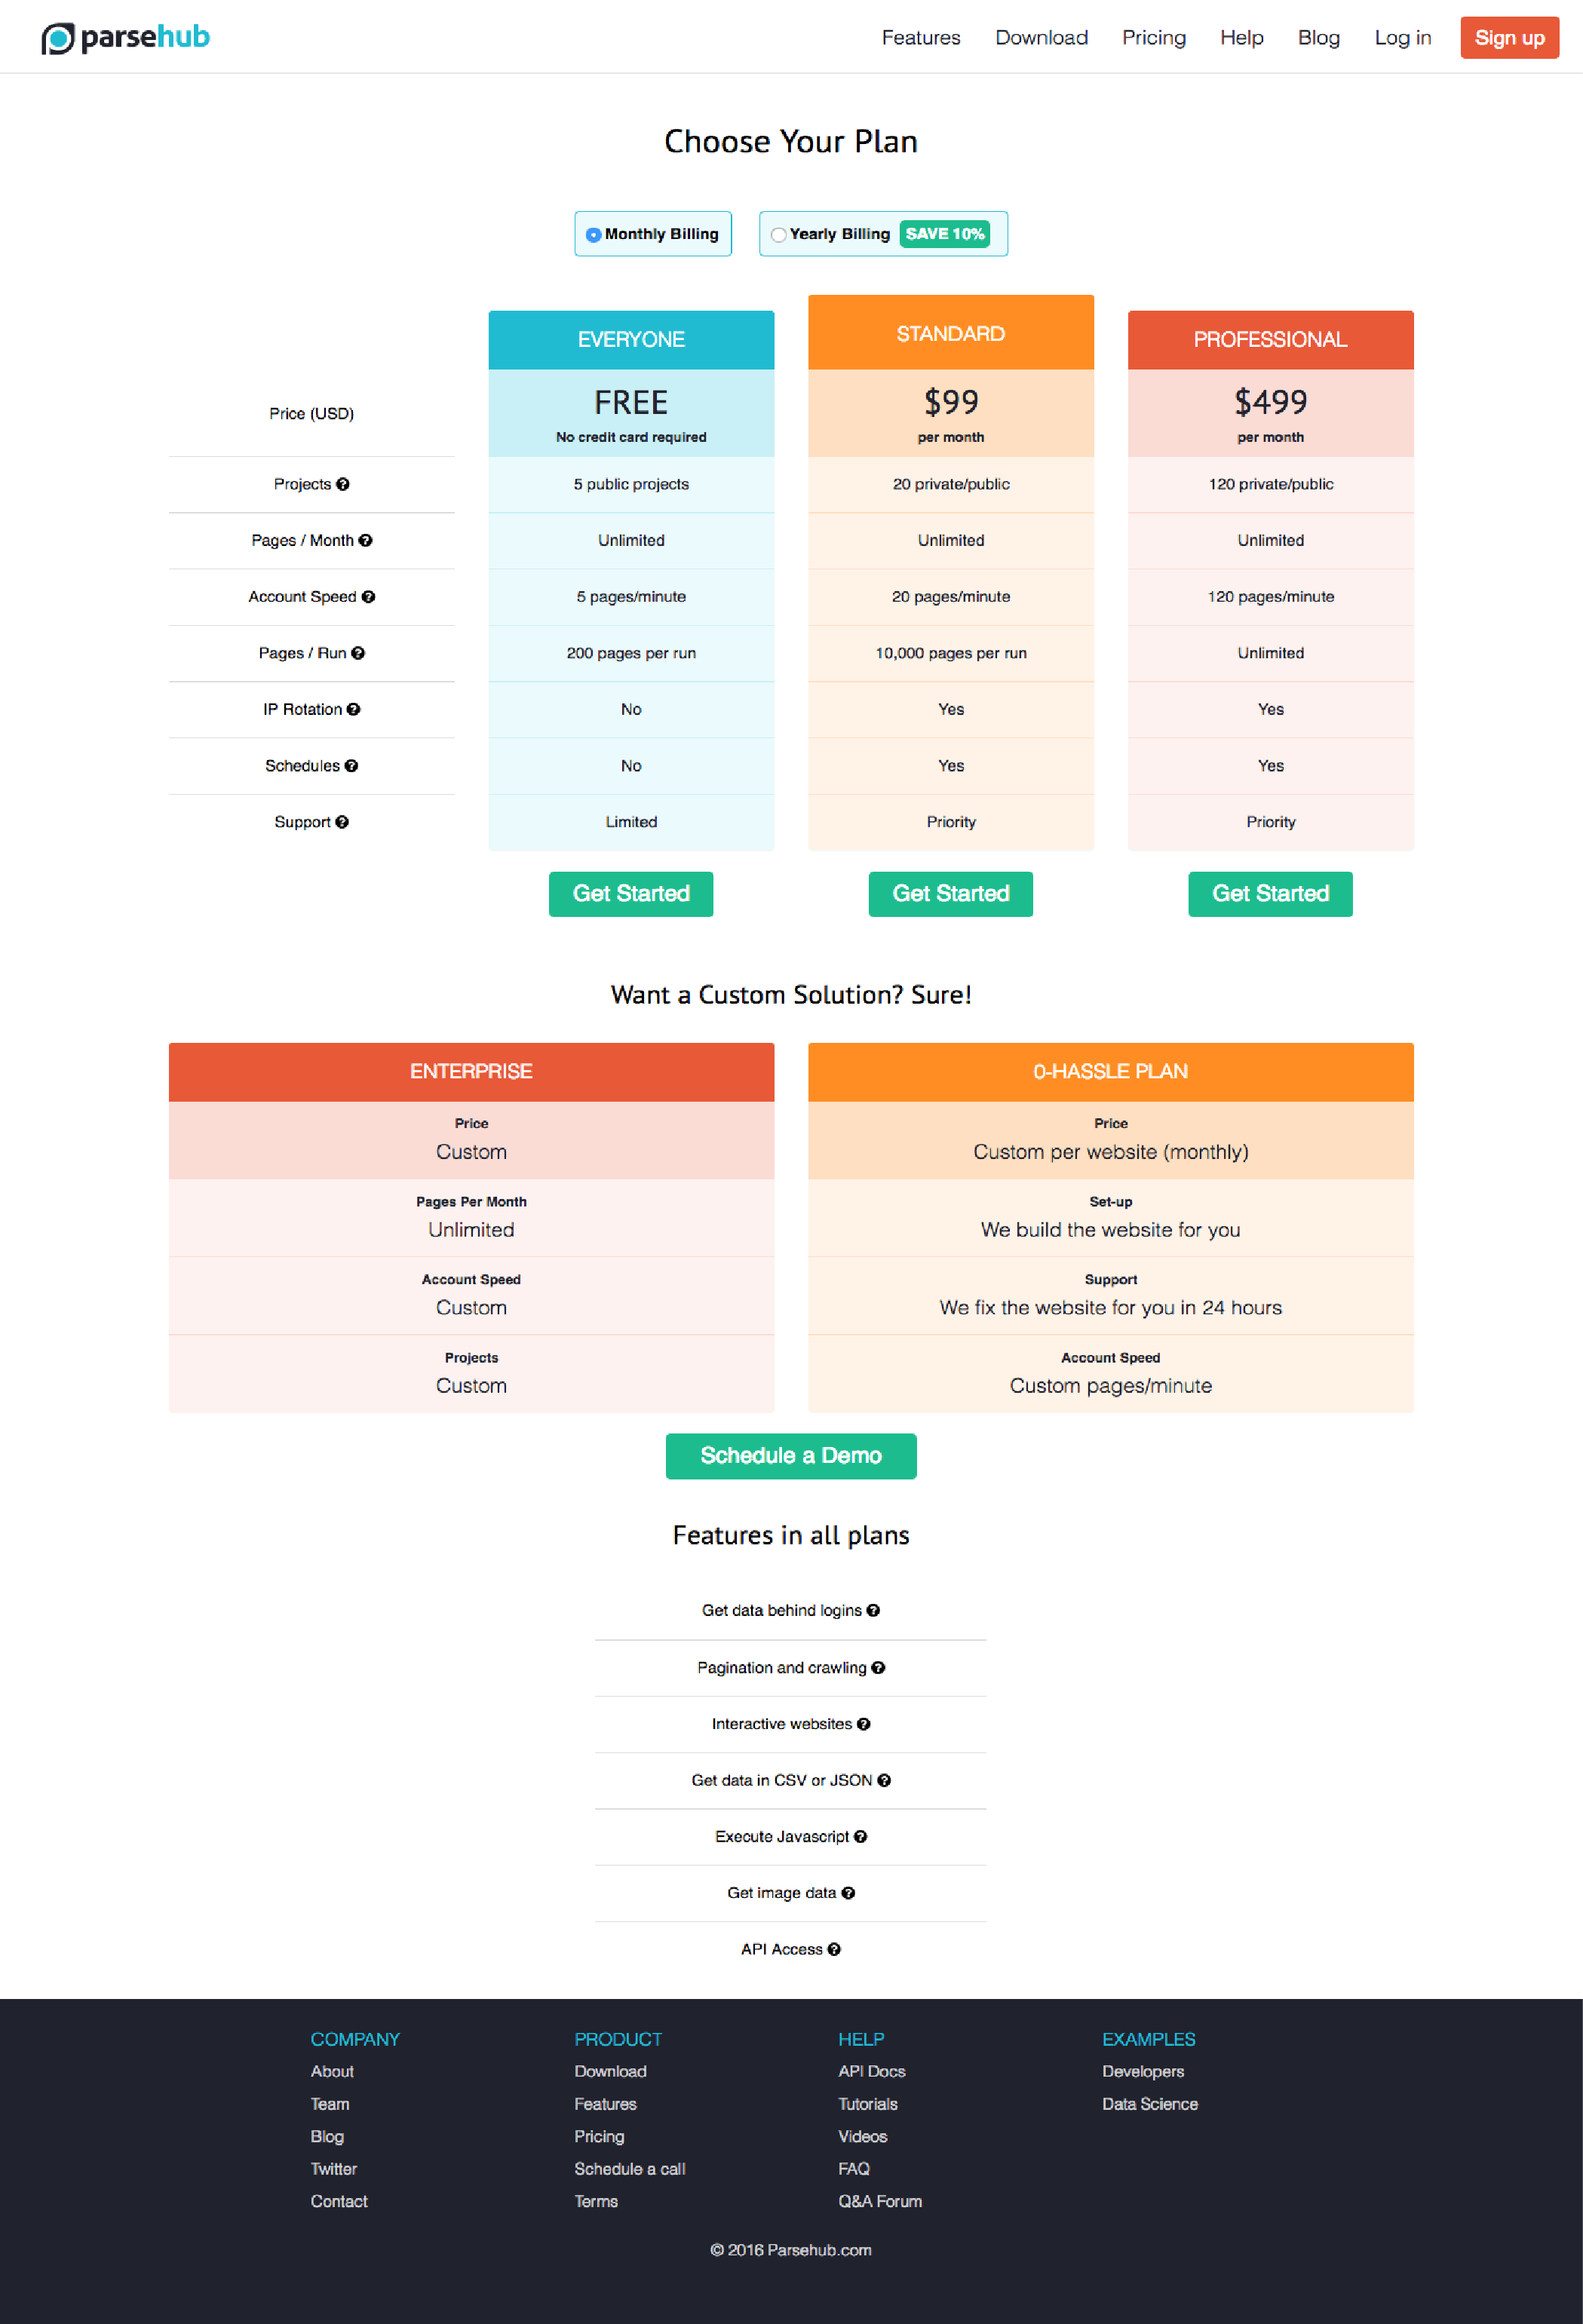 parsehub
Features Download Pricing Help Blog Log in Sign up
Choose Your Plan
Monthly Billing Yearly Billing SAVE 10%
EVERYONE STANDARD PROFESSIONAL
Price (USD) FREE $99 $499
No credit card required per month per month
Projects 5 public projects 20 private/public 120 private/public
Pages / Month Unlimited Unlimited Unlimited
Account Speed 5 pages/minute 20 pages/minute 120 pages/minute
Pages / Run 200 pages per run 10,000 pages per run Unlimited
IP Rotation No Yes Yes
Schedules No Yes Yes
Support Limited Priority Priority
Get Started Get Started Get Started
Want a Custom Solution? Sure!
ENTERPRISE 0-HASSLE PLAN
Price Price
Custom Custom per website (monthly)
Pages Per Month Set-up
Unlimited We build the website for you
Account Speed Support
Custom We fix the website for you in 24 hours
Projects Account Speed
Custom Custom pages/minute
Schedule a Demo
Features in all plans
Get data behind logins
Pagination and crawling
Interactive websites
Get data in CSV or JSON
Execute Javascript
Get image data
API Access
COMPANY PRODUCT HELP EXAMPLES
About Download API Docs Developers
Team Features Tutorials Data Science
Blog Pricing Videos
Twitter Schedule a call FAQ
Contact Terms Q&A Forum
© 2016 Parsehub.com